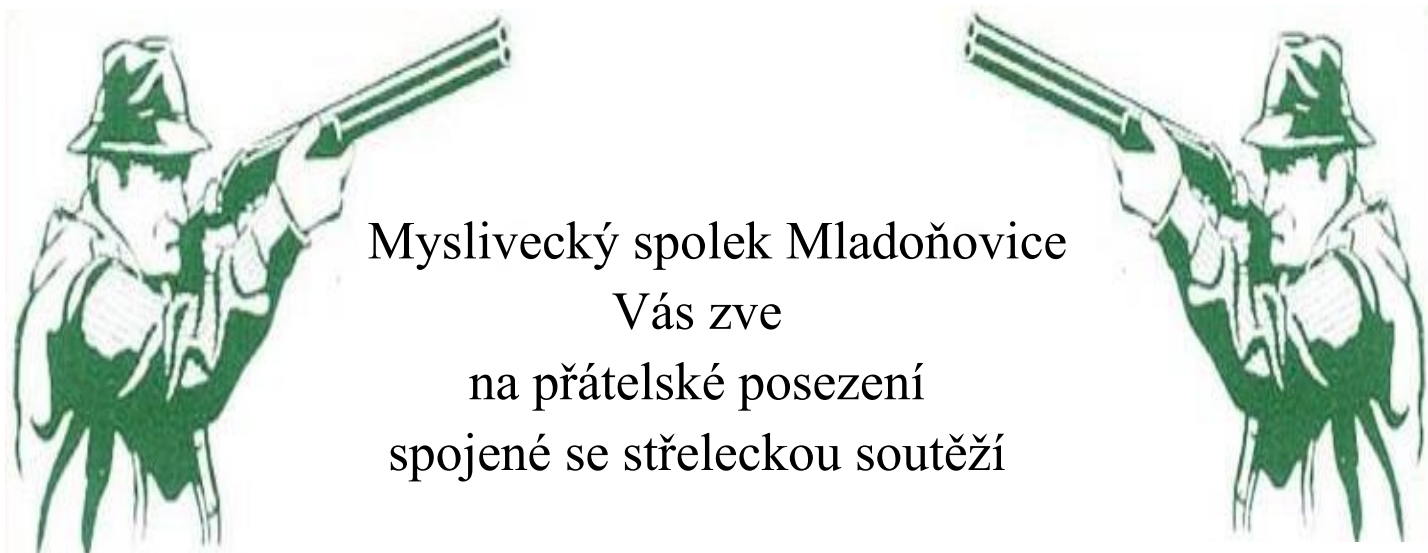 Myslivecký spolek Mladoňovice
Vás zve
na přátelské posezení
spojené se střeleckou soutěží